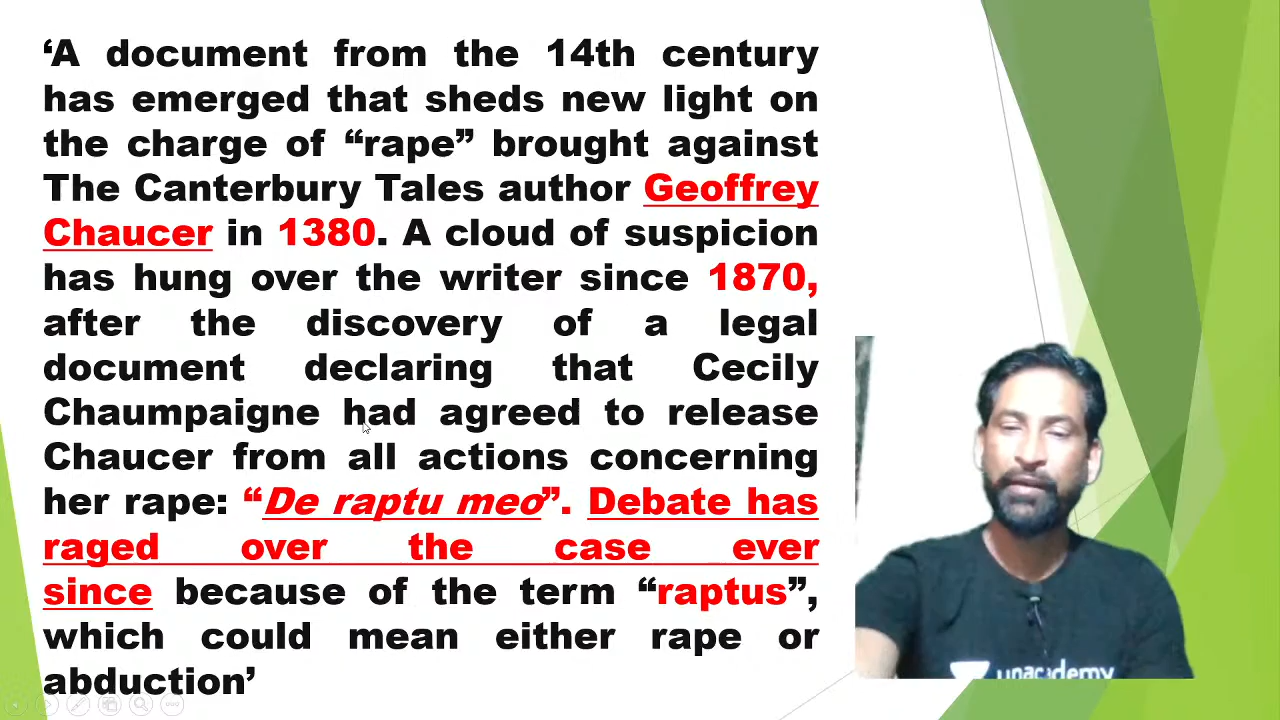 ‘A document from the 14th century
has emerged that sheds new light on
the charge of “rape” brought against
The Canterbury Tales author Geoffrey
Chaucer in 1380. A cloud of suspicion
has hung over the writer since 1870,
after the discovery of a legal
document declaring that Cecily
Chaumpaigne had agreed to release
Chaucer from all actions concerning
her rape: “De raptu meo”. Debate has
raged over the case ever
since because of the term “raptus”,
which could mean either rape or
abduction’
unacademy